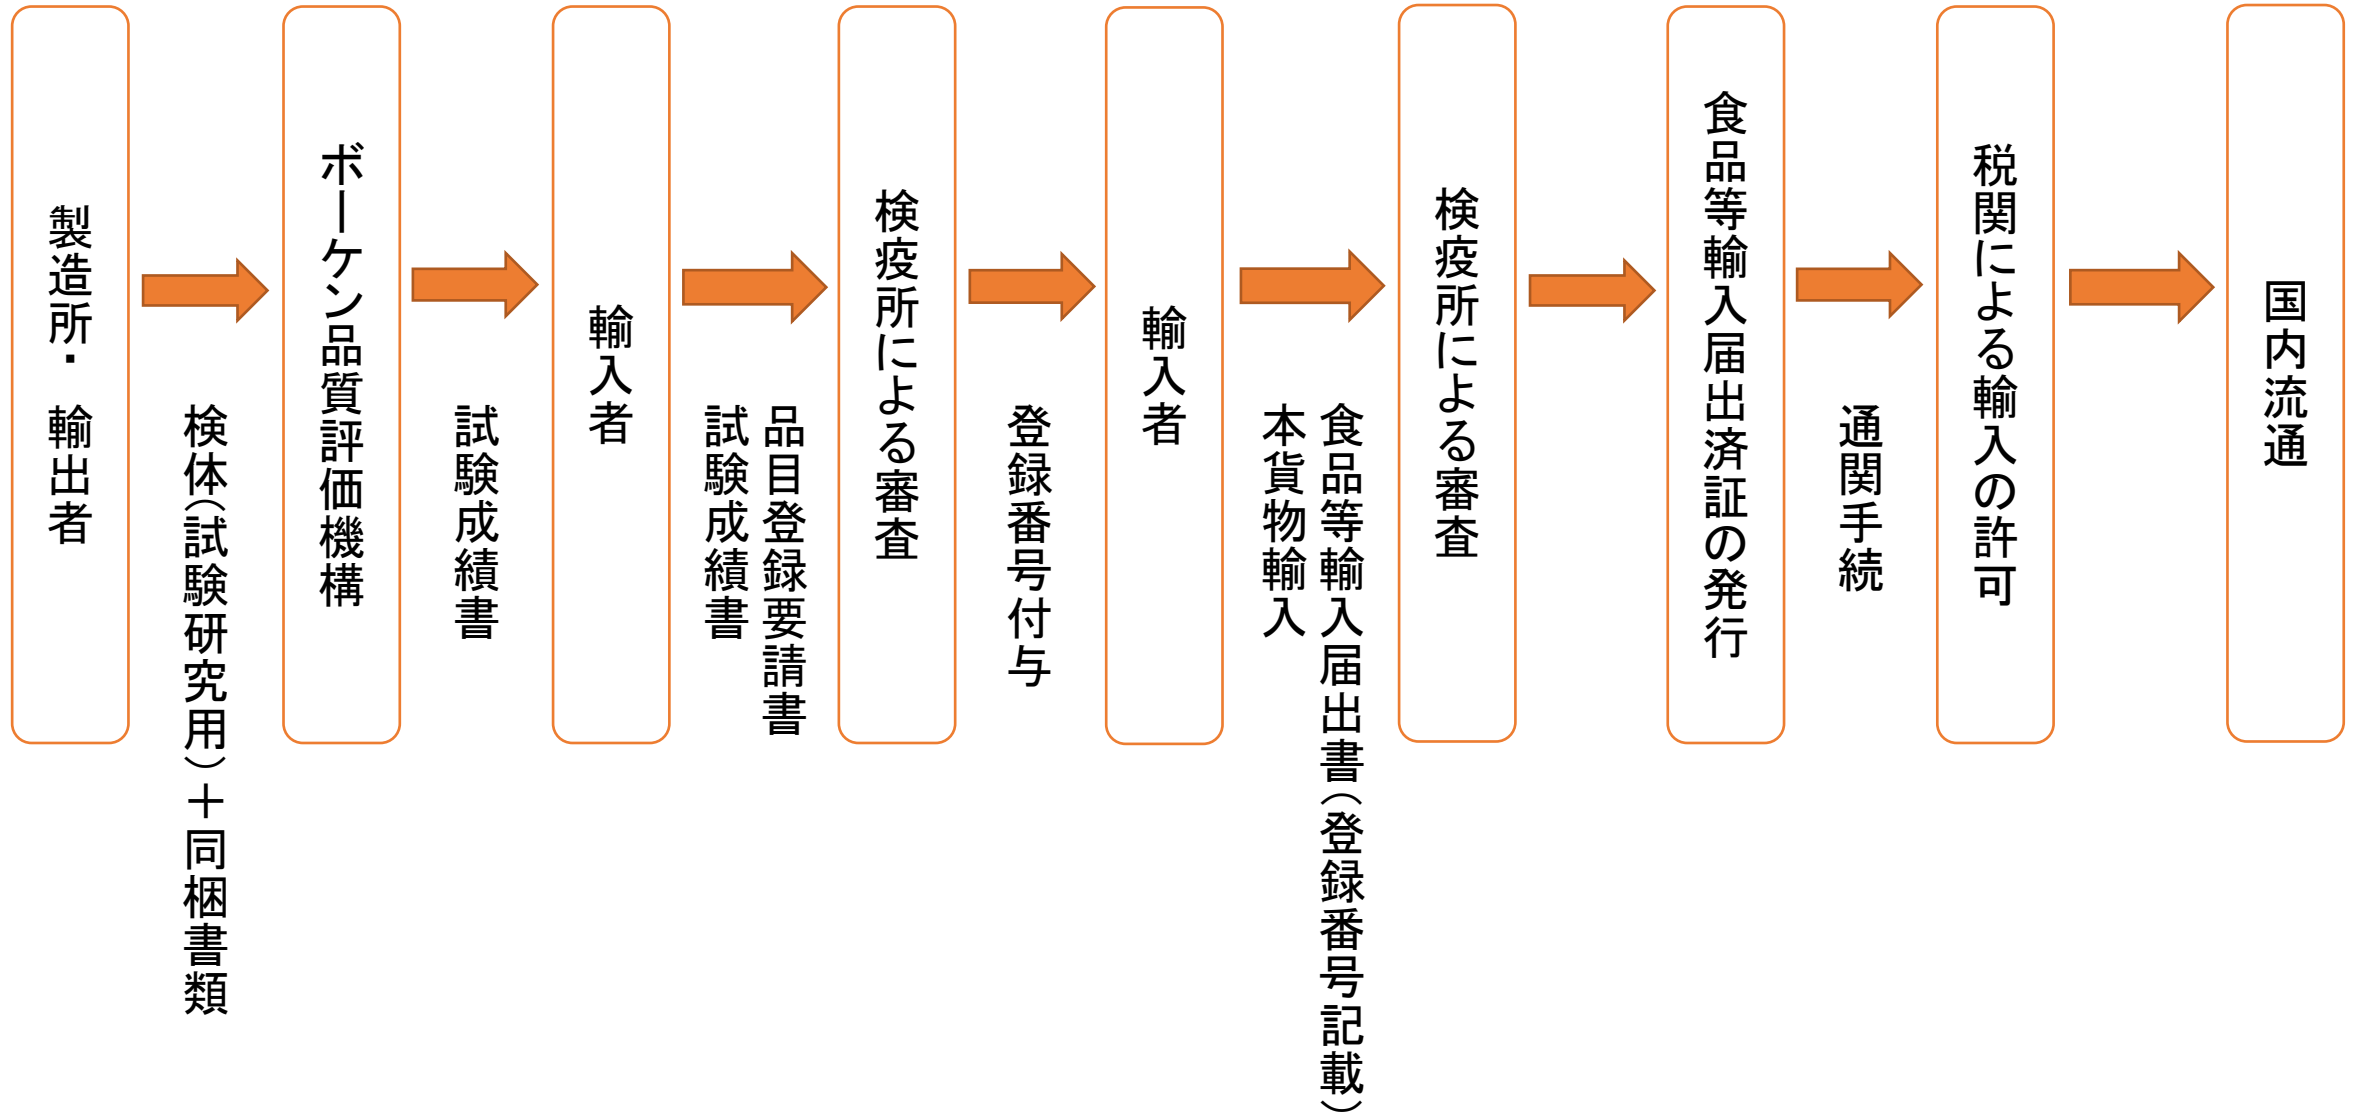 製造所・ 輸出者
検体（試験研究用）＋同梱書類
ボーケン品質評価機構
試験成績書
輸入者
品目登録要請書
試験成績書
検疫所による審査
登録番号付与
輸入者
食品等輸入届出書（登録番号記載）
本貨物輸入
検疫所による審査
食品等輸入届出済証の発行
通関手続
税関による輸入の許可
国内流通